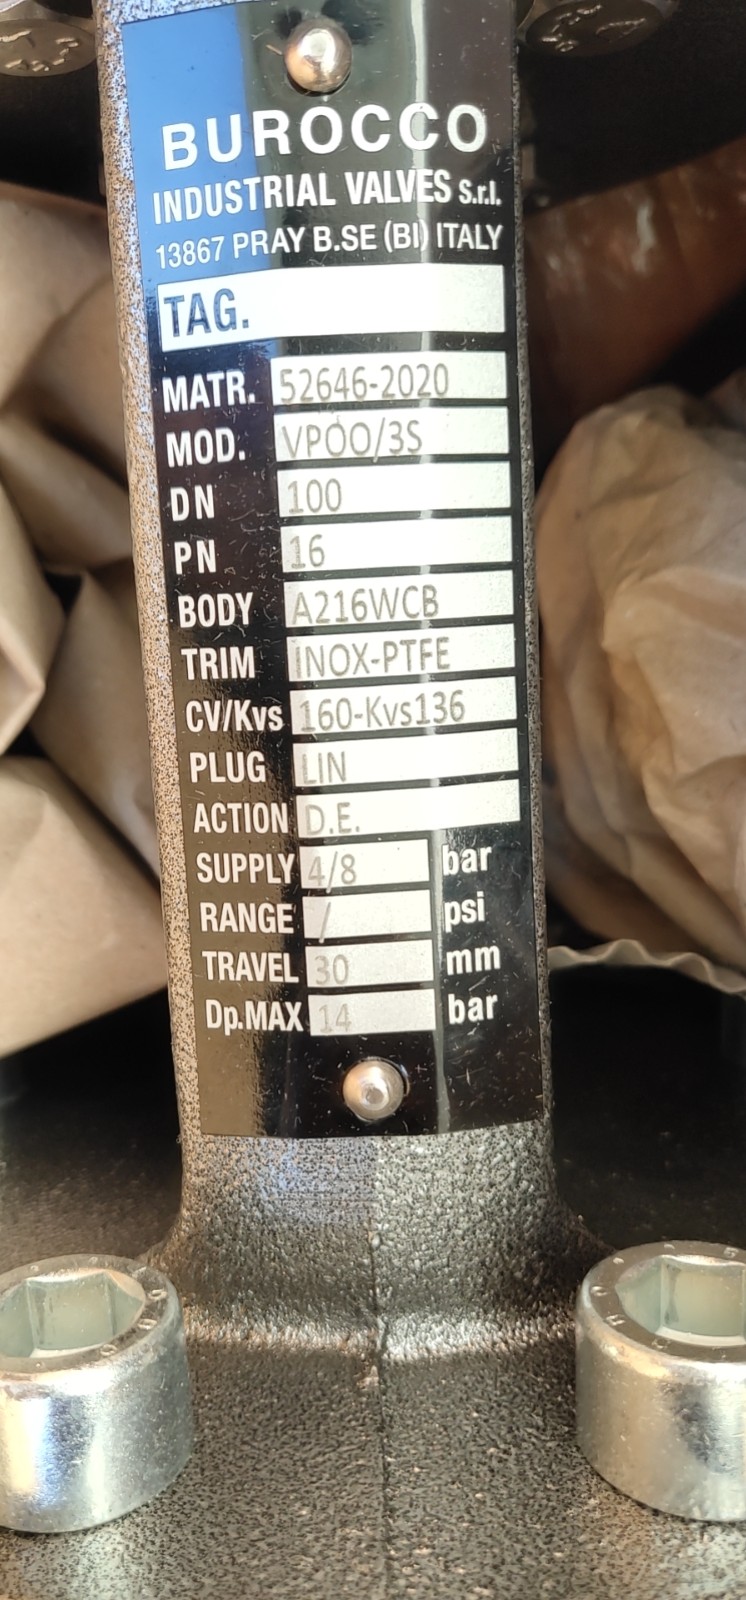 BUROCCO
INDUSTRIAL VALVES S.r.l.
13867 PRAY B.SE (BI) ITALY
TAG.
MATR. 52646-2020
MOD. VPOO/3S
DN 100
PN 16
BODY A216WCB
TRIM INOX-PTFE
CV/Kvs 160-Kvs136
PLUG LIN
ACTION D.E.
SUPPLY 4/8 bar
RANGE / psi
TRAVEL 30 mm
Dp.MAX 14 bar